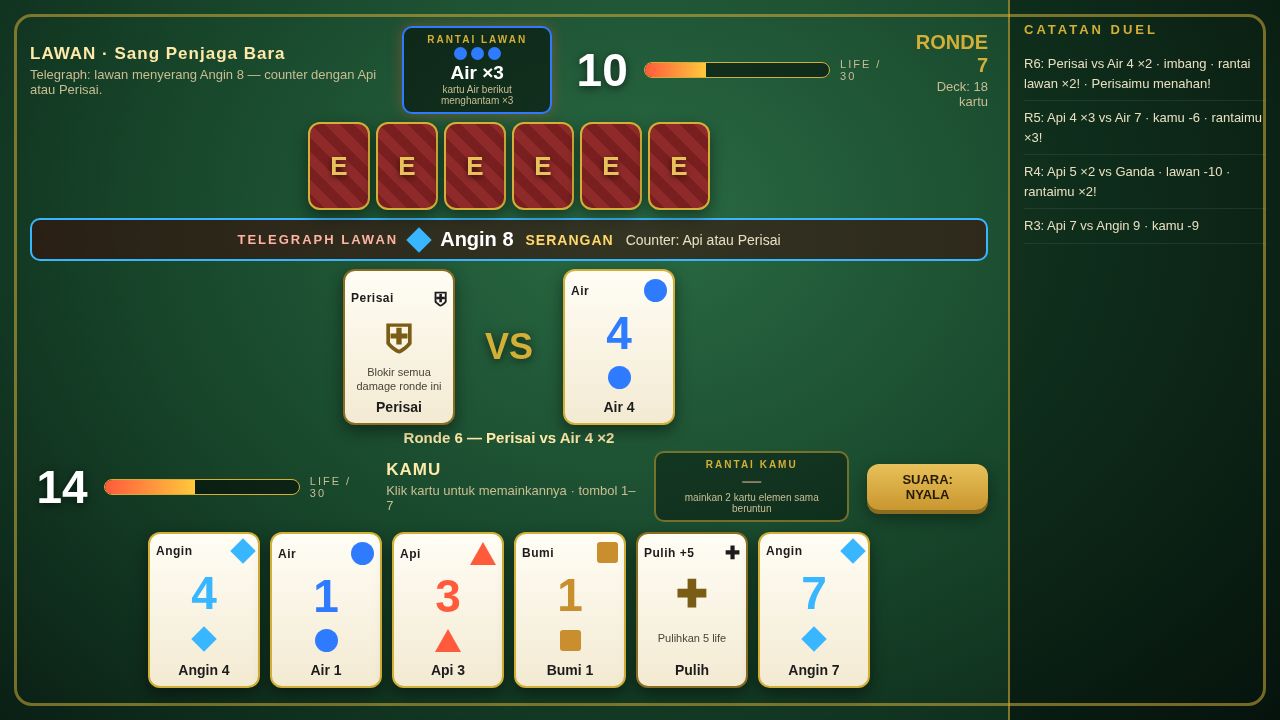 LAWAN · Sang Penjaga Bara
Telegraph: lawan menyerang Angin 8 — counter dengan Api
atau Perisai.
RANTAI LAWAN
Air ×3
kartu Air berikut
menghantam ×3
10
LIFE /
30
RONDE
7
Deck: 18
kartu
E E E E E E
TELEGRAPH LAWAN Angin 8 SERANGAN Counter: Api atau Perisai
Perisai
Blokir semua
damage ronde ini
Perisai
VS
Air
4
Air 4
Ronde 6 — Perisai vs Air 4 ×2
14
LIFE /
30
KAMU
Klik kartu untuk memainkannya · tombol 1–
7
RANTAI KAMU
—
mainkan 2 kartu elemen sama
beruntun
SUARA:
NYALA
Angin
4
Angin 4
Air
1
Air 1
Api
3
Api 3
Bumi
1
Bumi 1
Pulih +5
Pulihkan 5 life
Pulih
Angin
7
Angin 7
CATATAN DUEL
R6: Perisai vs Air 4 ×2 · imbang · rantai
lawan ×2! · Perisaimu menahan!
R5: Api 4 ×3 vs Air 7 · kamu -6 · rantaimu
×3!
R4: Api 5 ×2 vs Ganda · lawan -10 ·
rantaimu ×2!
R3: Api 7 vs Angin 9 · kamu -9